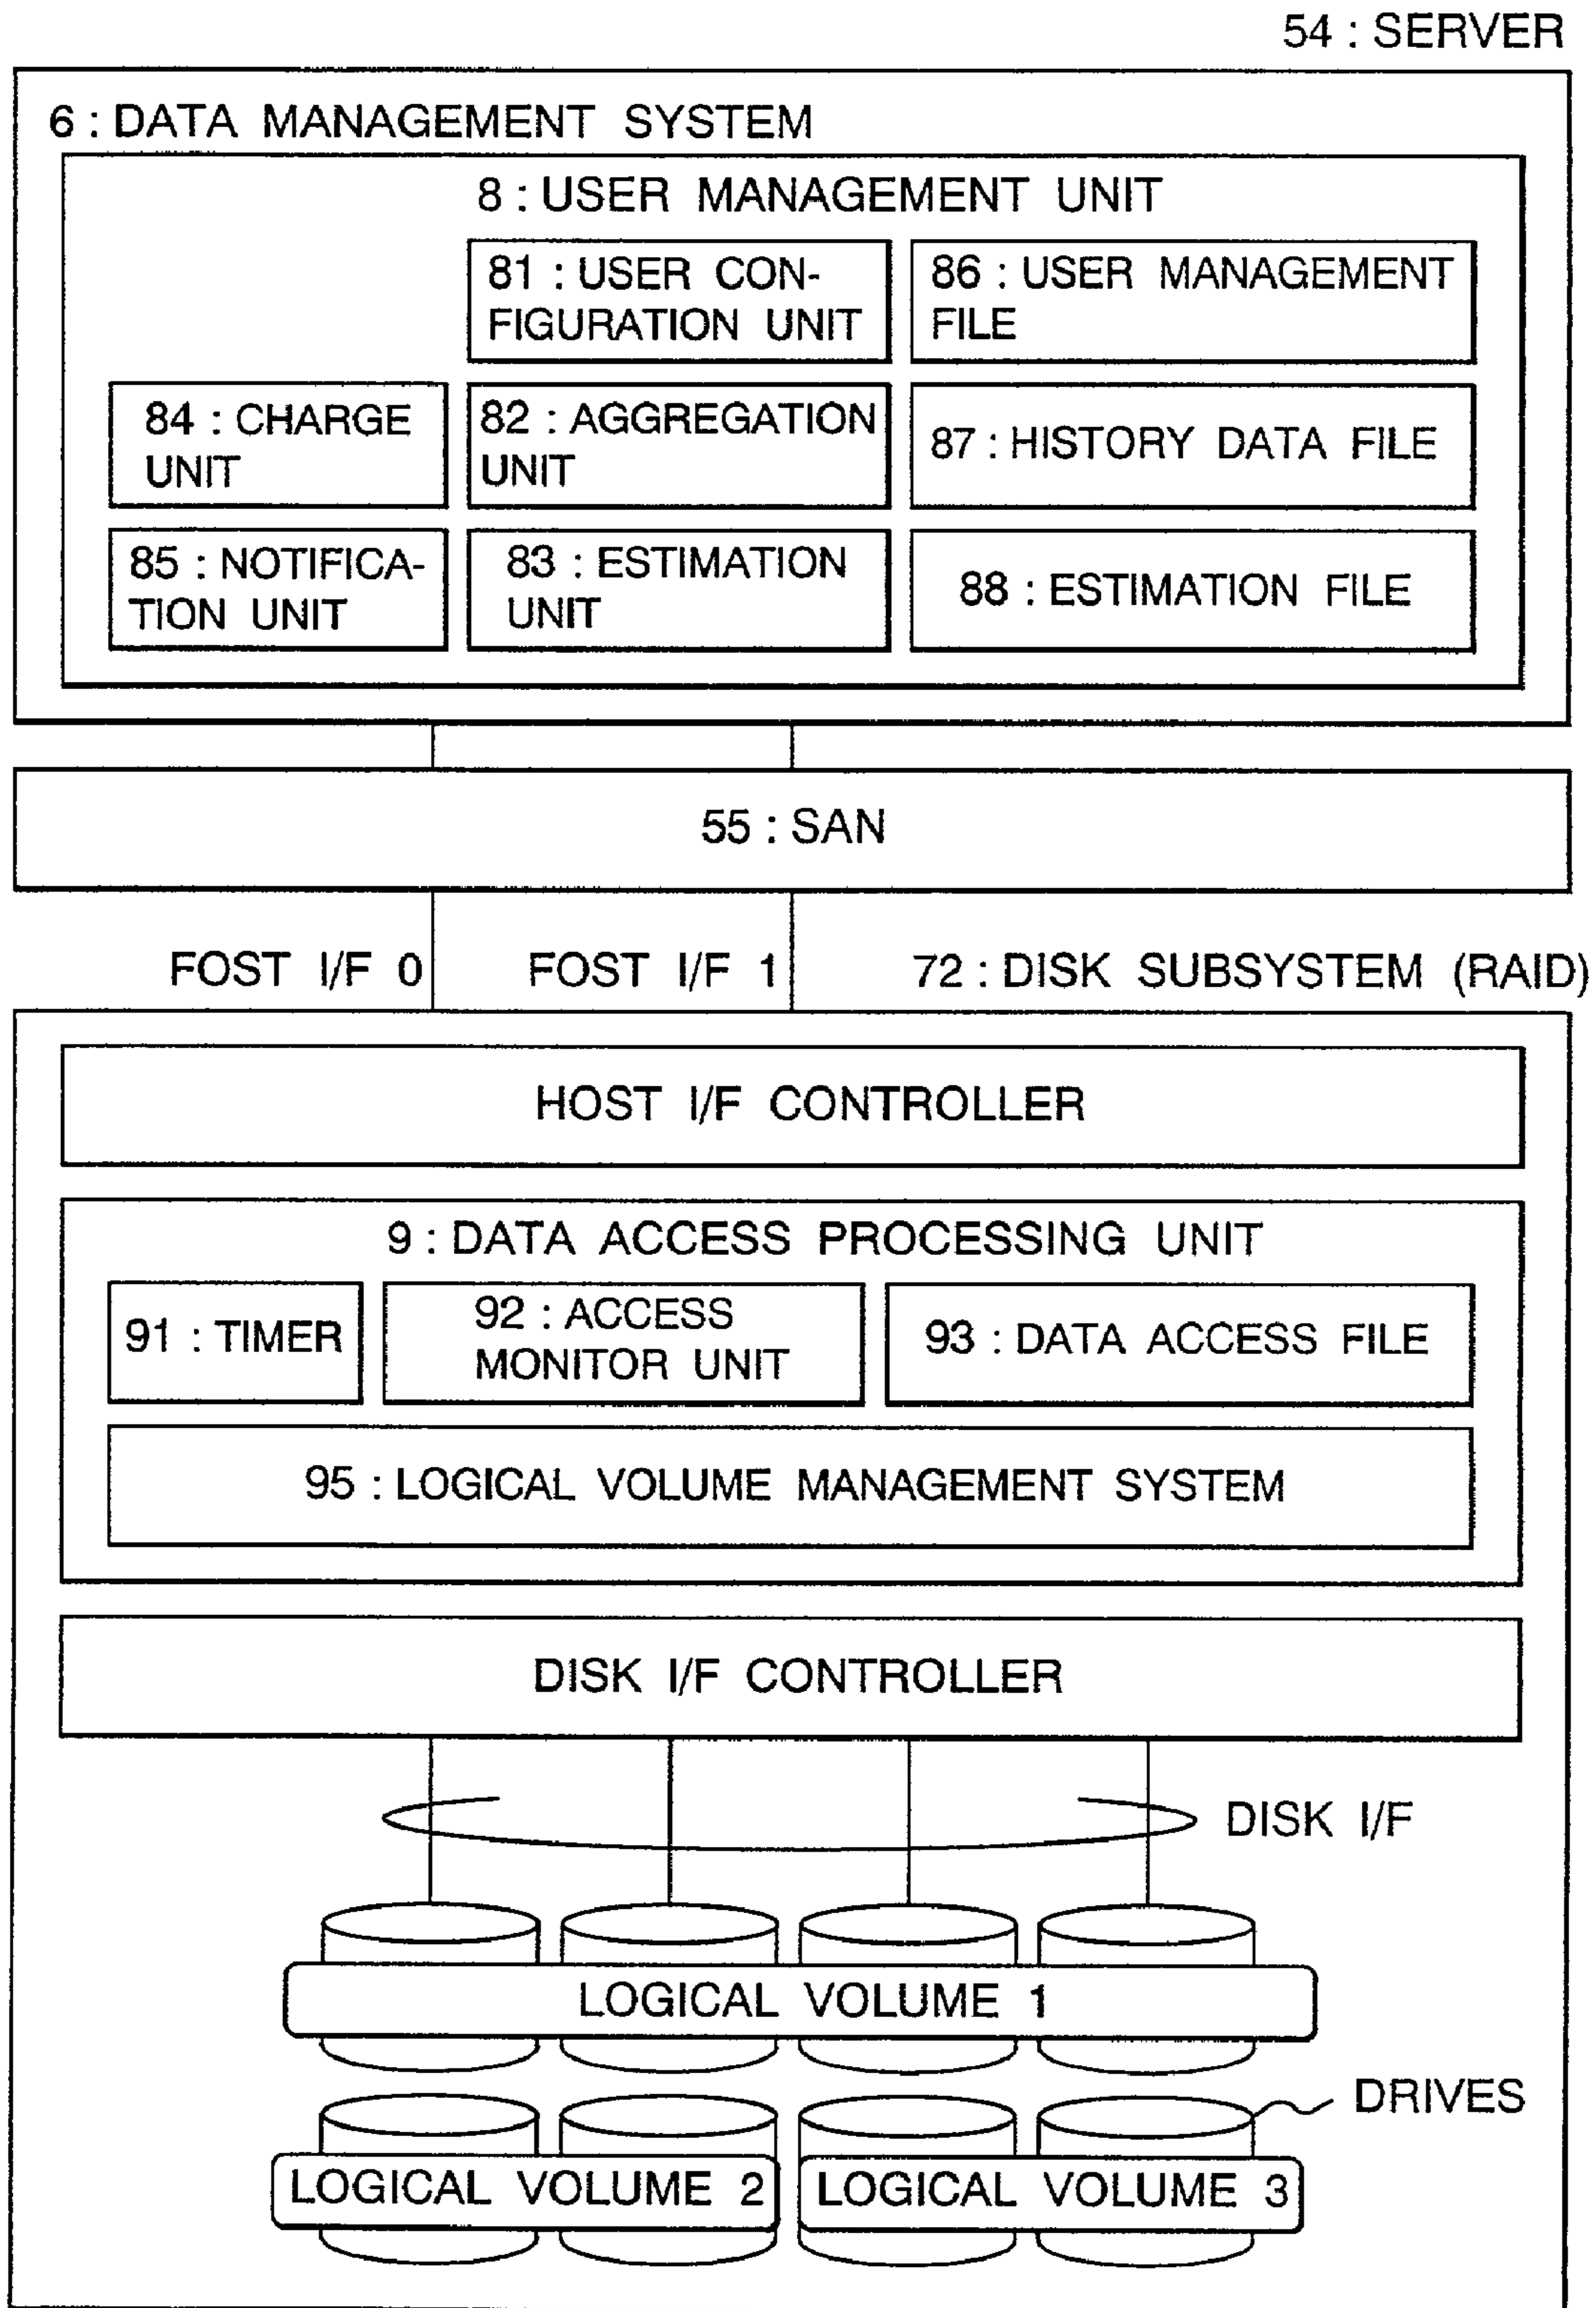 54 : SERVER
6 : DATA MANAGEMENT SYSTEM
8 : USER MANAGEMENT UNIT
81 : USER CON-
FIGURATION UNIT
86 : USER MANAGEMENT
FILE
84 : CHARGE
UNIT
82 : AGGREGATION
UNIT
87 : HISTORY DATA FILE
85 : NOTIFICA-
TION UNIT
83 : ESTIMATION
UNIT
88 : ESTIMATION FILE
55 : SAN
FOST I/F 0
FOST I/F 1
72 : DISK SUBSYSTEM (RAID)
HOST I/F CONTROLLER
9 : DATA ACCESS PROCESSING UNIT
91 : TIMER
92 : ACCESS
MONITOR UNIT
93 : DATA ACCESS FILE
95 : LOGICAL VOLUME MANAGEMENT SYSTEM
DISK I/F CONTROLLER
DISK I/F
LOGICAL VOLUME 1
DRIVES
LOGICAL VOLUME 2
LOGICAL VOLUME 3